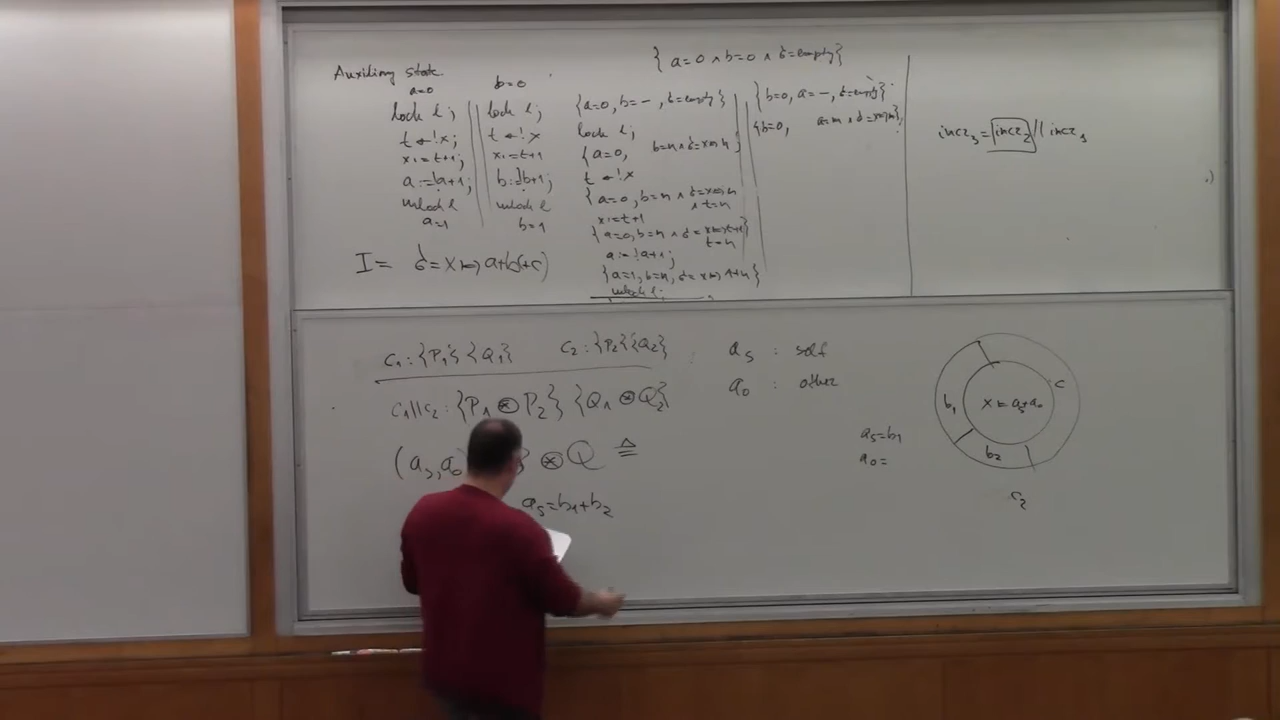 Auxiliary state.
a=0
b=0
lock l;
t ← !x;
x := t+1;
a := !a+1;
unlock l
a=1
lock l;
t ← !x
x := t+1
b := !b+1;
unlock l
b=1
I = σ = x ↦ a+b(+c)
{a=0 ∧ b=0 ∧ σ=empty}
{a=0, b=–, σ=empty}
lock l;
{a=0, b=n ∧ σ=x↦n}
t ← !x
{a=0, b=n ∧ σ=x↦n
∧ t=n
x := t+1
{a=0, b=n ∧ σ=x↦t+1}
t=n
a := !a+1;
{a=1, b=n, σ=x↦1+n}
unlock l;
{b=0, a=–, σ=empty}
{b=0, a=n ∧ σ=x↦n}
incr₃ = incr₂ || incr₁
C₁ : {P₁} {Q₁} C₂ : {P₂} {Q₂}
C₁||C₂ : {P₁ ⊛ P₂} {Q₁ ⊛ Q₂}
(aₛ, aₒ) ⊛ Q ≜
aₛ = b₁+b₂
aₛ : self
aₒ : other
aₛ = b₁
aₒ =
b₁
c
x ↦ aₛ+aₒ
b₂
c₂